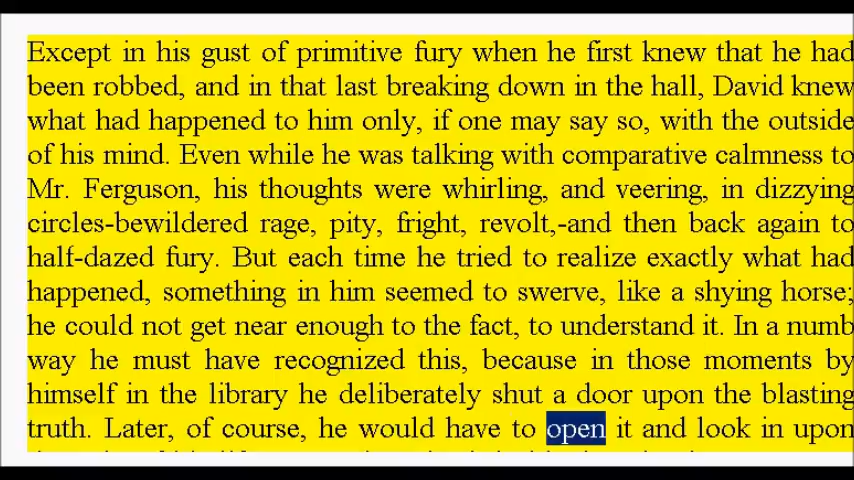 Except in his gust of primitive fury when he first knew that he had
been robbed, and in that last breaking down in the hall, David knew
what had happened to him only, if one may say so, with the outside
of his mind. Even while he was talking with comparative calmness to
Mr. Ferguson, his thoughts were whirling, and veering, in dizzying
circles-bewildered rage, pity, fright, revolt,-and then back again to
half-dazed fury. But each time he tried to realize exactly what had
happened, something in him seemed to swerve, like a shying horse;
he could not get near enough to the fact, to understand it. In a numb
way he must have recognized this, because in those moments by
himself in the library he deliberately shut a door upon the blasting
truth. Later, of course, he would have to open it and look in upon